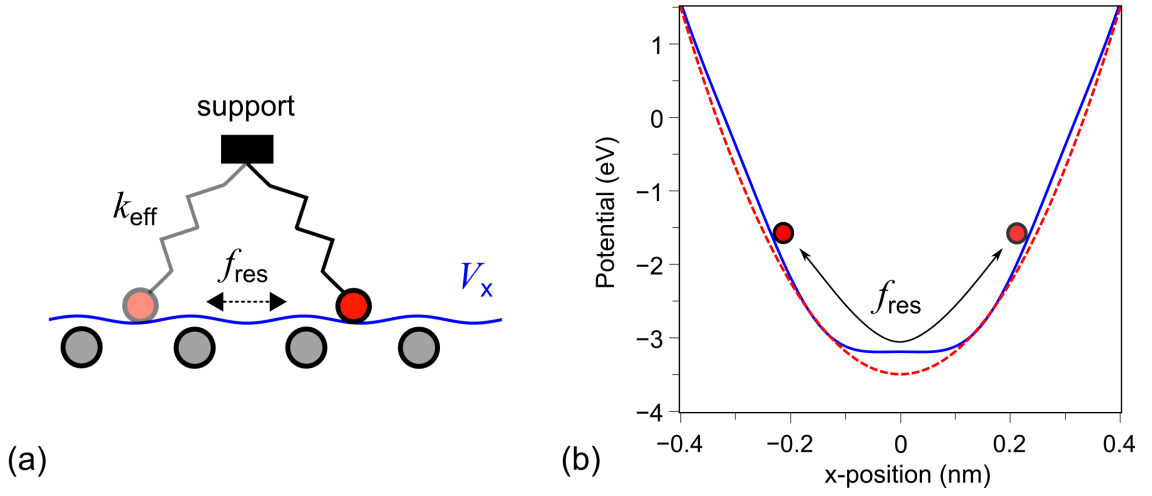 support
k_eff
f_res
V_x
(a)
Potential (eV)
1
0
−1
−2
−3
−4
f_res
−0.4
−0.2
0
0.2
0.4
x-position (nm)
(b)